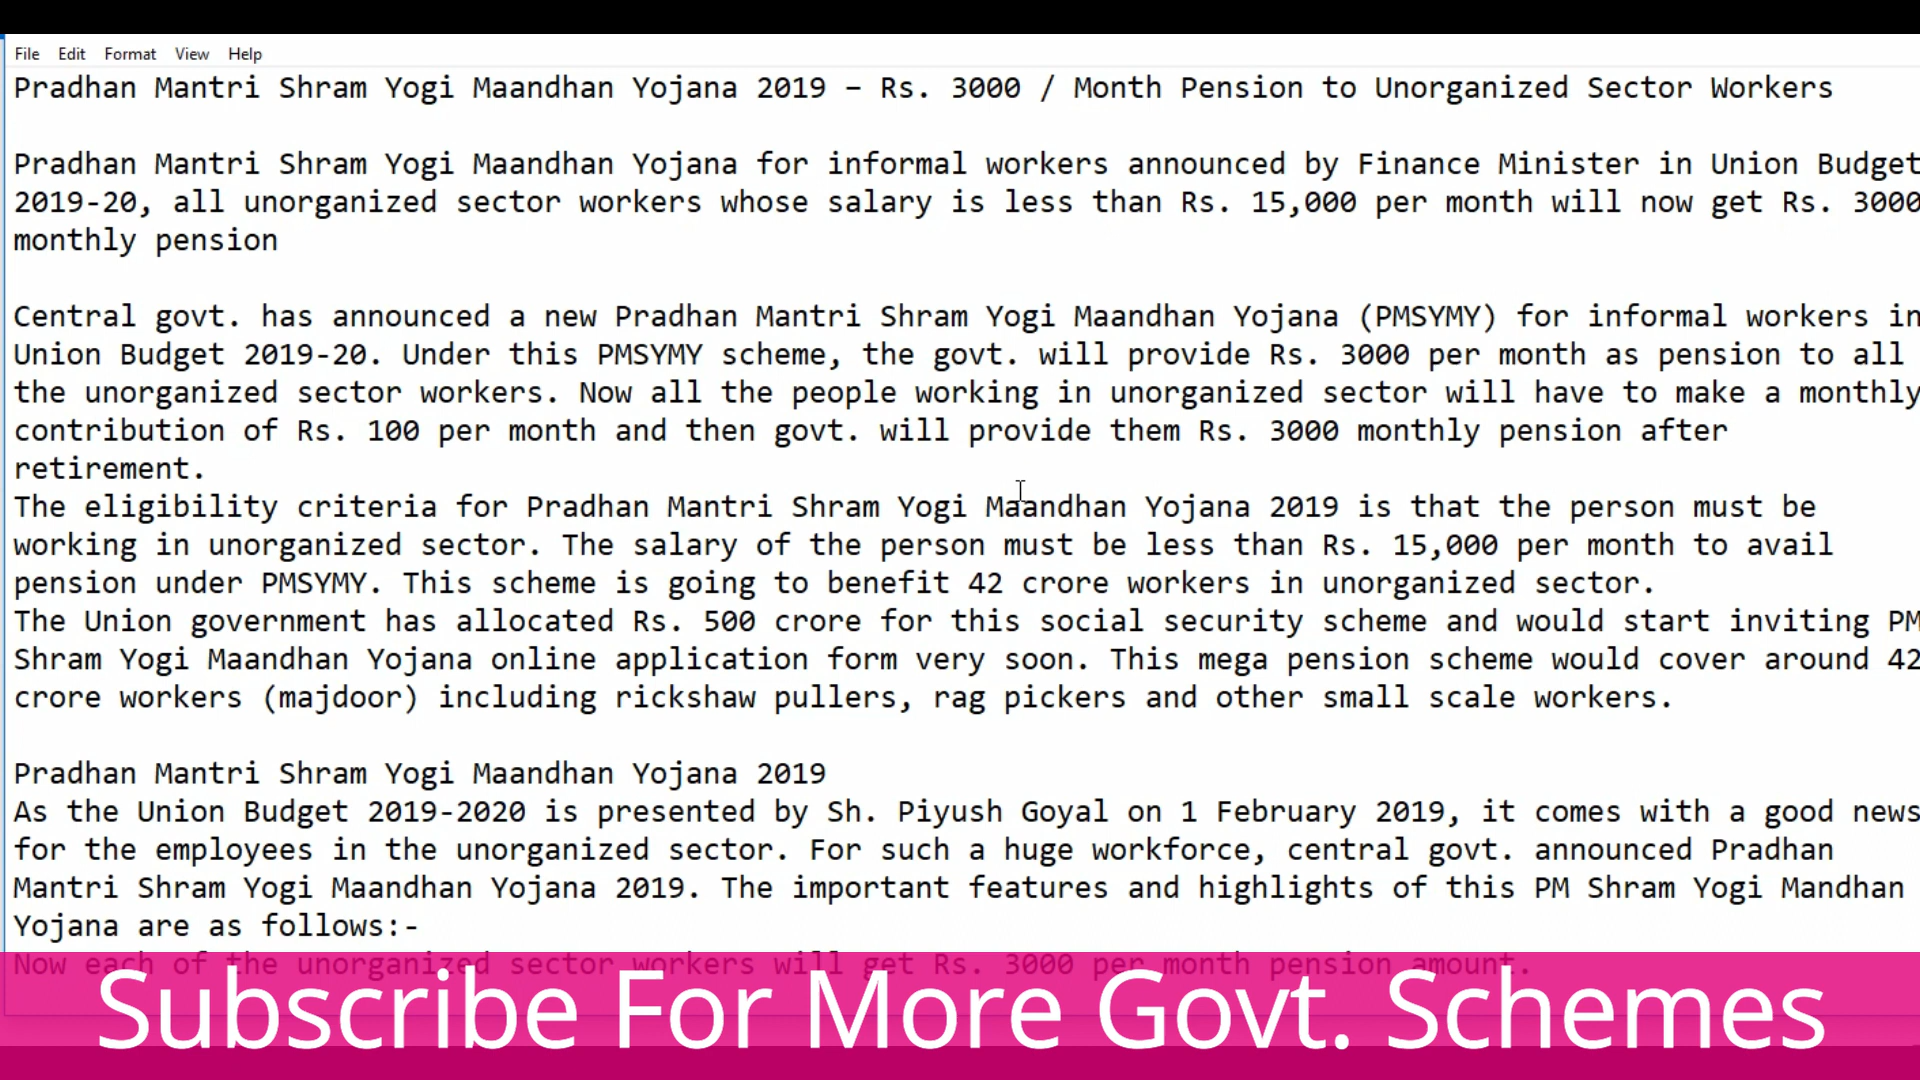 File Edit Format View Help
Pradhan Mantri Shram Yogi Maandhan Yojana 2019 – Rs. 3000 / Month Pension to Unorganized Sector Workers
Pradhan Mantri Shram Yogi Maandhan Yojana for informal workers announced by Finance Minister in Union Budget
2019-20, all unorganized sector workers whose salary is less than Rs. 15,000 per month will now get Rs. 3000
monthly pension
Central govt. has announced a new Pradhan Mantri Shram Yogi Maandhan Yojana (PMSYMY) for informal workers in
Union Budget 2019-20. Under this PMSYMY scheme, the govt. will provide Rs. 3000 per month as pension to all
the unorganized sector workers. Now all the people working in unorganized sector will have to make a monthly
contribution of Rs. 100 per month and then govt. will provide them Rs. 3000 monthly pension after
retirement.
The eligibility criteria for Pradhan Mantri Shram Yogi Maandhan Yojana 2019 is that the person must be
working in unorganized sector. The salary of the person must be less than Rs. 15,000 per month to avail
pension under PMSYMY. This scheme is going to benefit 42 crore workers in unorganized sector.
The Union government has allocated Rs. 500 crore for this social security scheme and would start inviting PM
Shram Yogi Maandhan Yojana online application form very soon. This mega pension scheme would cover around 42
crore workers (majdoor) including rickshaw pullers, rag pickers and other small scale workers.
Pradhan Mantri Shram Yogi Maandhan Yojana 2019
As the Union Budget 2019-2020 is presented by Sh. Piyush Goyal on 1 February 2019, it comes with a good news
for the employees in the unorganized sector. For such a huge workforce, central govt. announced Pradhan
Mantri Shram Yogi Maandhan Yojana 2019. The important features and highlights of this PM Shram Yogi Mandhan
Yojana are as follows:-
Now each of the unorganized sector workers will get Rs. 3000 per month pension amount.
Subscribe For More Govt. Schemes